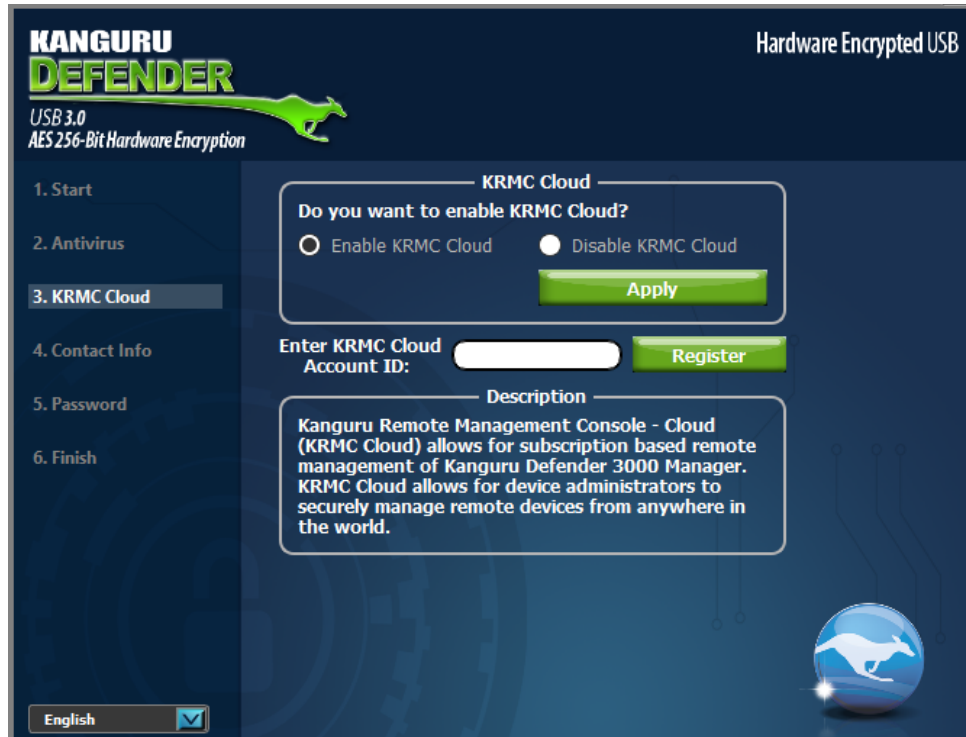 KANGURU
DEFENDER
USB 3.0
AES 256-Bit Hardware Encryption
Hardware Encrypted USB
1. Start
2. Antivirus
3. KRMC Cloud
4. Contact Info
5. Password
6. Finish
KRMC Cloud
Do you want to enable KRMC Cloud?
Enable KRMC Cloud
Disable KRMC Cloud
Apply
Enter KRMC Cloud
Account ID:
Register
Description
Kanguru Remote Management Console - Cloud
(KRMC Cloud) allows for subscription based remote
management of Kanguru Defender 3000 Manager.
KRMC Cloud allows for device administrators to
securely manage remote devices from anywhere in
the world.
English